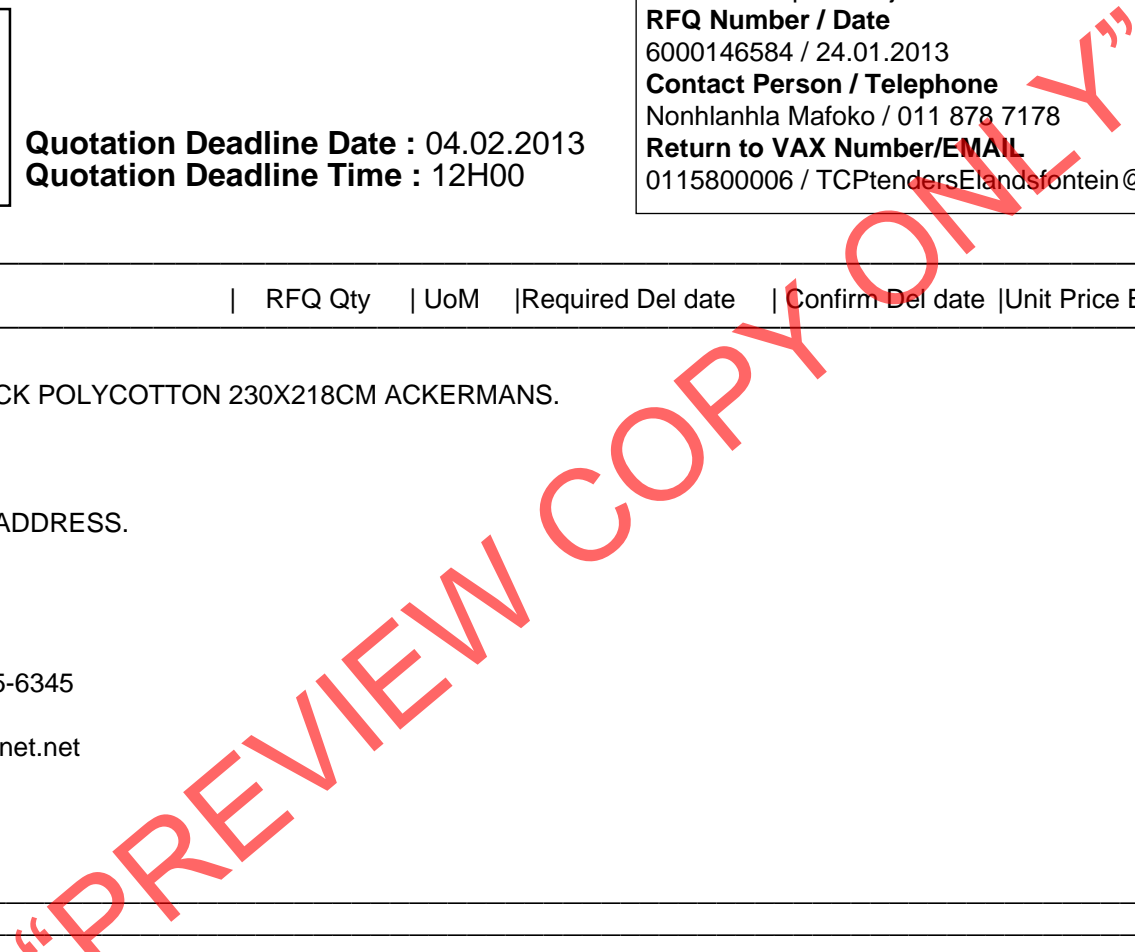 RFQ Number / Date
6000146584 / 24.01.2013
Contact Person / Telephone
Nonhlanhla Mafoko / 011 878 7178
Return to VAX Number/EMAIL
0115800006 / TCPtendersElandsfontein@
Quotation Deadline Date : 04.02.2013
Quotation Deadline Time : 12H00
| RFQ Qty | UoM |Required Del date | Confirm Del date |Unit Price E
CK POLYCOTTON 230X218CM ACKERMANS.
ADDRESS.
5-6345
net.net
“PREVIEW COPY ONLY”